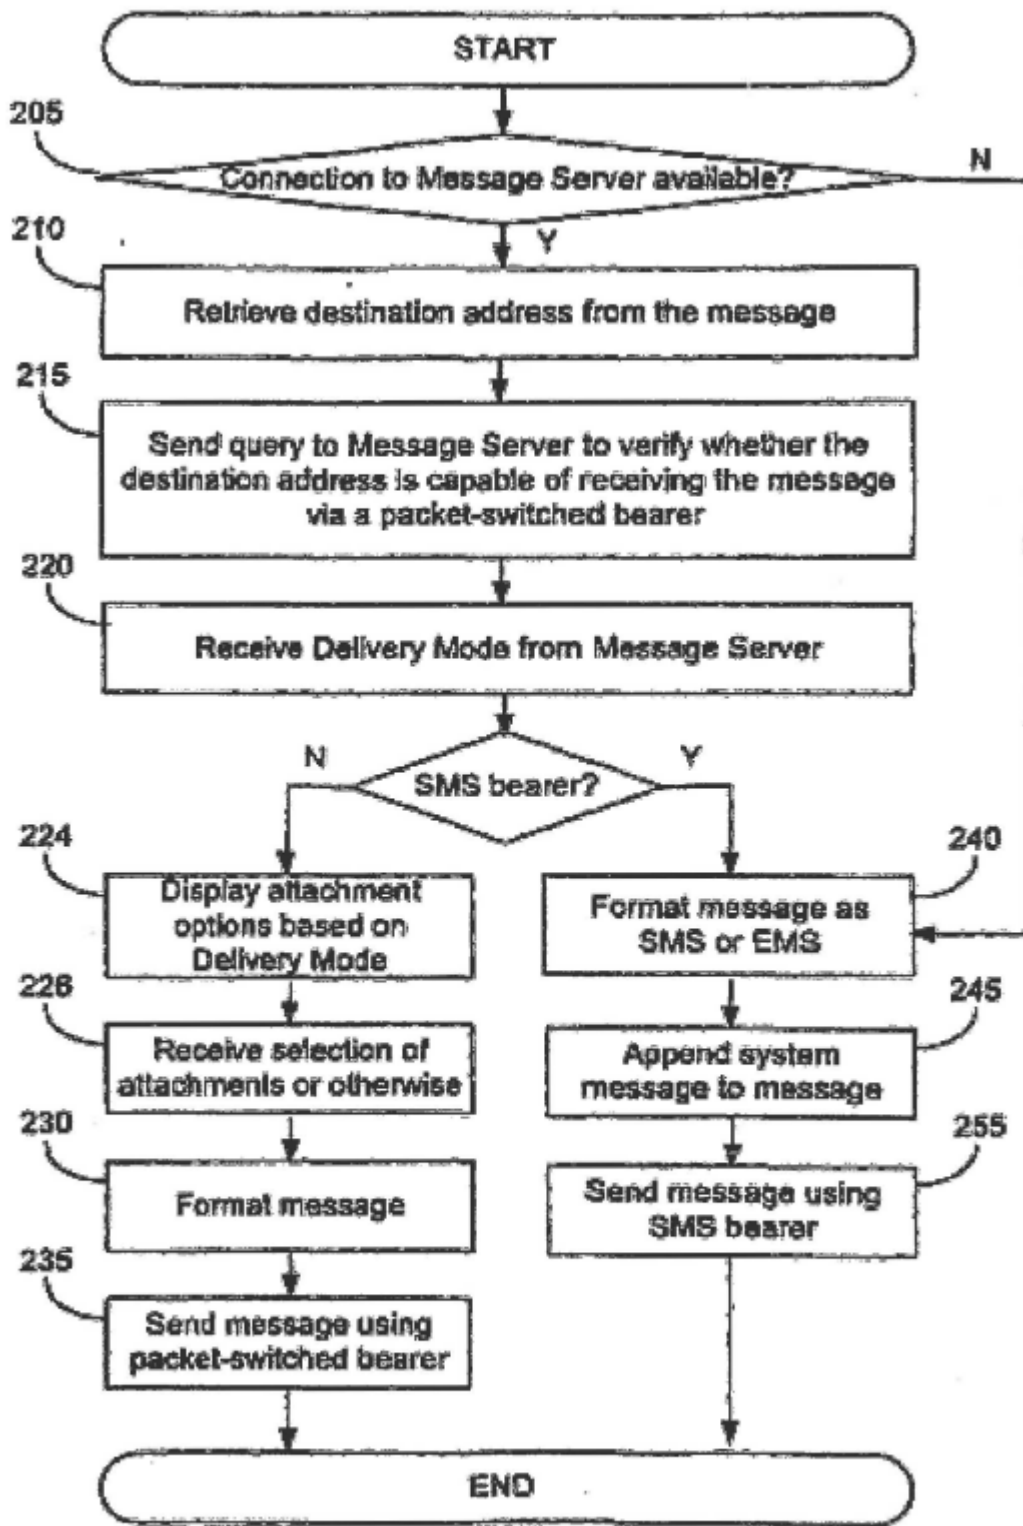 START
205
Connection to Message Server available?
N
210
Y
Retrieve destination address from the message
215
Send query to Message Server to verify whether the
destination address is capable of receiving the message
via a packet-switched bearer
220
Receive Delivery Mode from Message Server
N
SMS bearer?
Y
224
Display attachment
options based on
Delivery Mode
240
Format message as
SMS or EMS
226
Receive selection of
attachments or otherwise
245
Append system
message to message
230
Format message
255
Send message using
SMS bearer
235
Send message using
packet-switched bearer
END